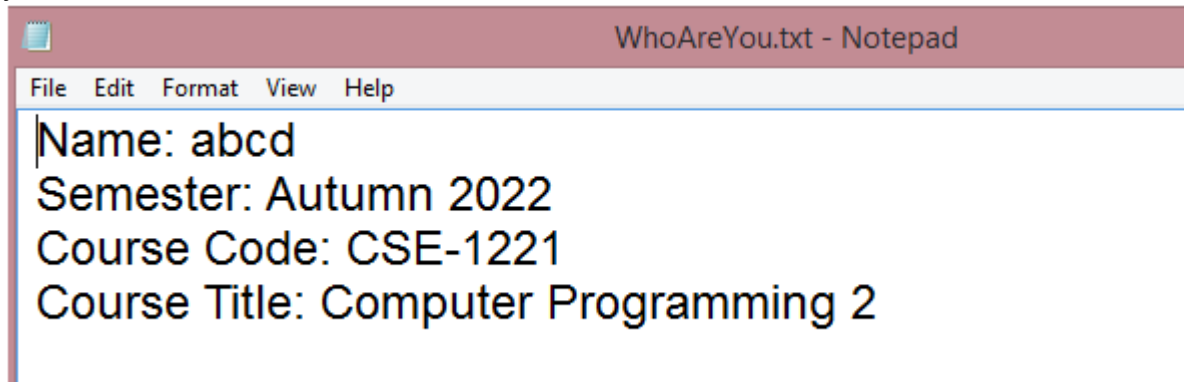 WhoAreYou.txt - Notepad
File Edit Format View Help
Name: abcd
Semester: Autumn 2022
Course Code: CSE-1221
Course Title: Computer Programming 2